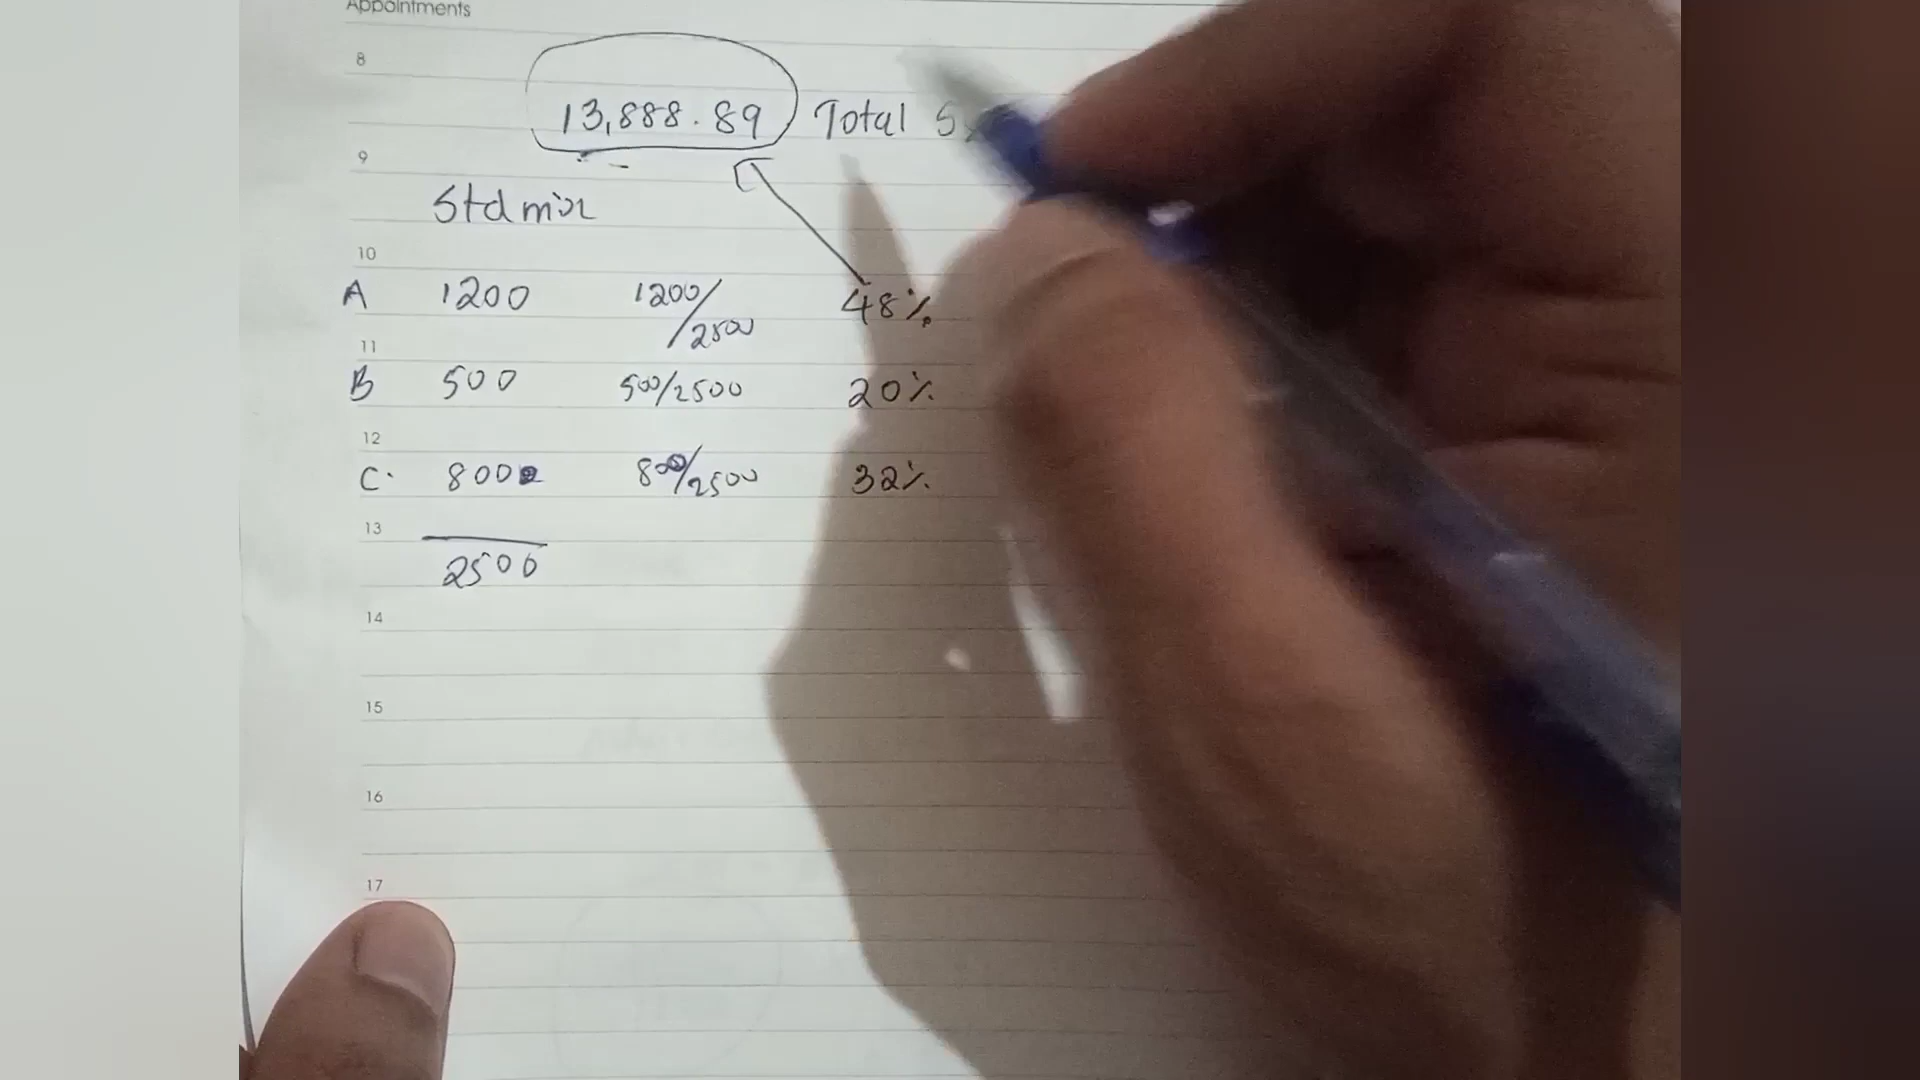 Appointments
8
13,888.89 Total
9
Std mix
10
A 1200 1200/2500 48%
11
B 500 500/2500 20%
12
C. 800 800/2500 32%
13
2500
14
15
16
17